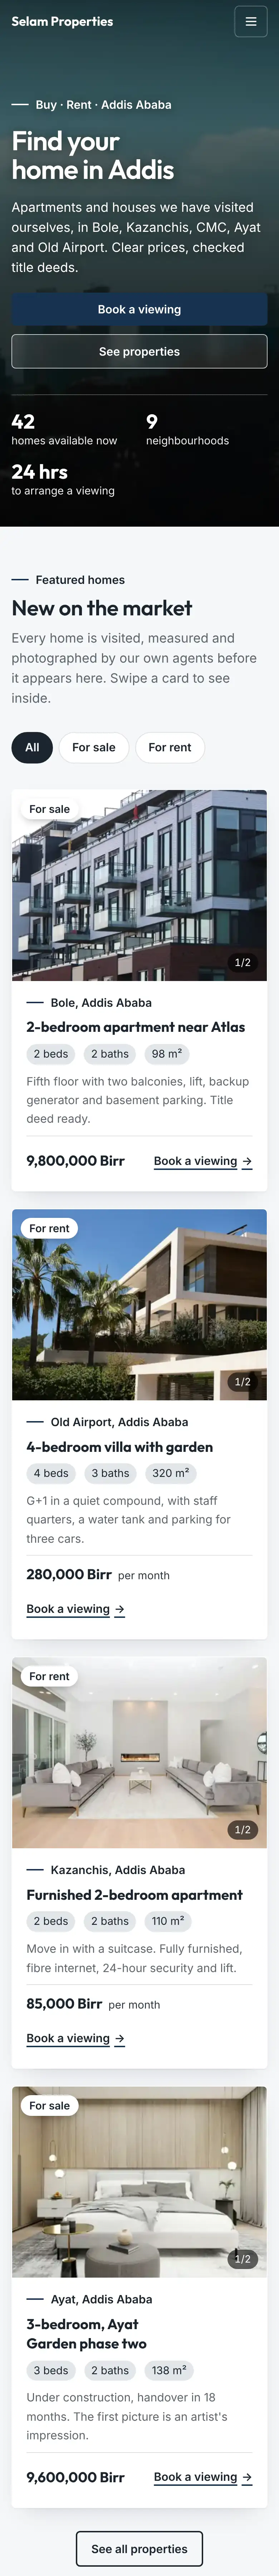 Selam Properties
Buy · Rent · Addis Ababa
Find your
home in Addis
Apartments and houses we have visited
ourselves, in Bole, Kazanchis, CMC, Ayat
and Old Airport. Clear prices, checked
title deeds.
Book a viewing
See properties
42
homes available now
9
neighbourhoods
24 hrs
to arrange a viewing
Featured homes
New on the market
Every home is visited, measured and
photographed by our own agents before
it appears here. Swipe a card to see
inside.
All
For sale
For rent
For sale
1/2
Bole, Addis Ababa
2-bedroom apartment near Atlas
2 beds
2 baths
98 m²
Fifth floor with two balconies, lift, backup
generator and basement parking. Title
deed ready.
9,800,000 Birr
Book a viewing →
For rent
1/2
Old Airport, Addis Ababa
4-bedroom villa with garden
4 beds
3 baths
320 m²
G+1 in a quiet compound, with staff
quarters, a water tank and parking for
three cars.
280,000 Birr per month
Book a viewing →
For rent
1/2
Kazanchis, Addis Ababa
Furnished 2-bedroom apartment
2 beds
2 baths
110 m²
Move in with a suitcase. Fully furnished,
fibre internet, 24-hour security and lift.
85,000 Birr per month
Book a viewing →
For sale
1/2
Ayat, Addis Ababa
3-bedroom, Ayat
Garden phase two
3 beds
2 baths
138 m²
Under construction, handover in 18
months. The first picture is an artist's
impression.
9,600,000 Birr
Book a viewing →
See all properties